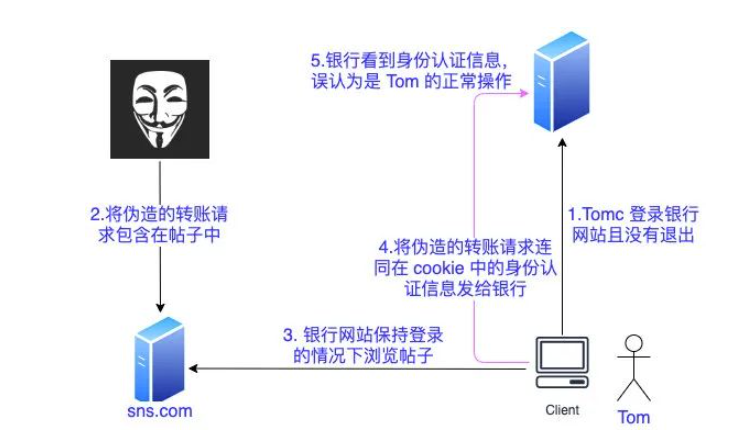 5.银行看到身份认证信息,
误认为是 Tom 的正常操作
2.将伪造的转账请
求包含在帖子中
1.Tomc 登录银行
网站且没有退出
4.将伪造的转账请求连
同在 cookie 中的身份认
证信息发给银行
3. 银行网站保持登录
的情况下浏览帖子
sns.com
Client
Tom